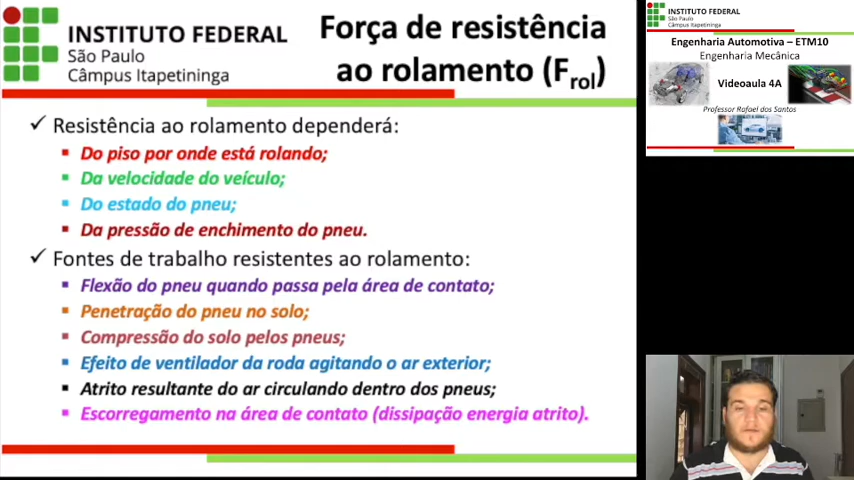 INSTITUTO FEDERAL
São Paulo
Câmpus Itapetininga
Força de resistência
ao rolamento (Frol)
✓ Resistência ao rolamento dependerá:
▪ Do piso por onde está rolando;
▪ Da velocidade do veículo;
▪ Do estado do pneu;
▪ Da pressão de enchimento do pneu.
✓ Fontes de trabalho resistentes ao rolamento:
▪ Flexão do pneu quando passa pela área de contato;
▪ Penetração do pneu no solo;
▪ Compressão do solo pelos pneus;
▪ Efeito de ventilador da roda agitando o ar exterior;
▪ Atrito resultante do ar circulando dentro dos pneus;
▪ Escorregamento na área de contato (dissipação energia atrito).
INSTITUTO FEDERAL
São Paulo
Câmpus Itapetininga
Engenharia Automotiva – ETM10
Engenharia Mecânica
Videoaula 4A
Professor Rafael dos Santos